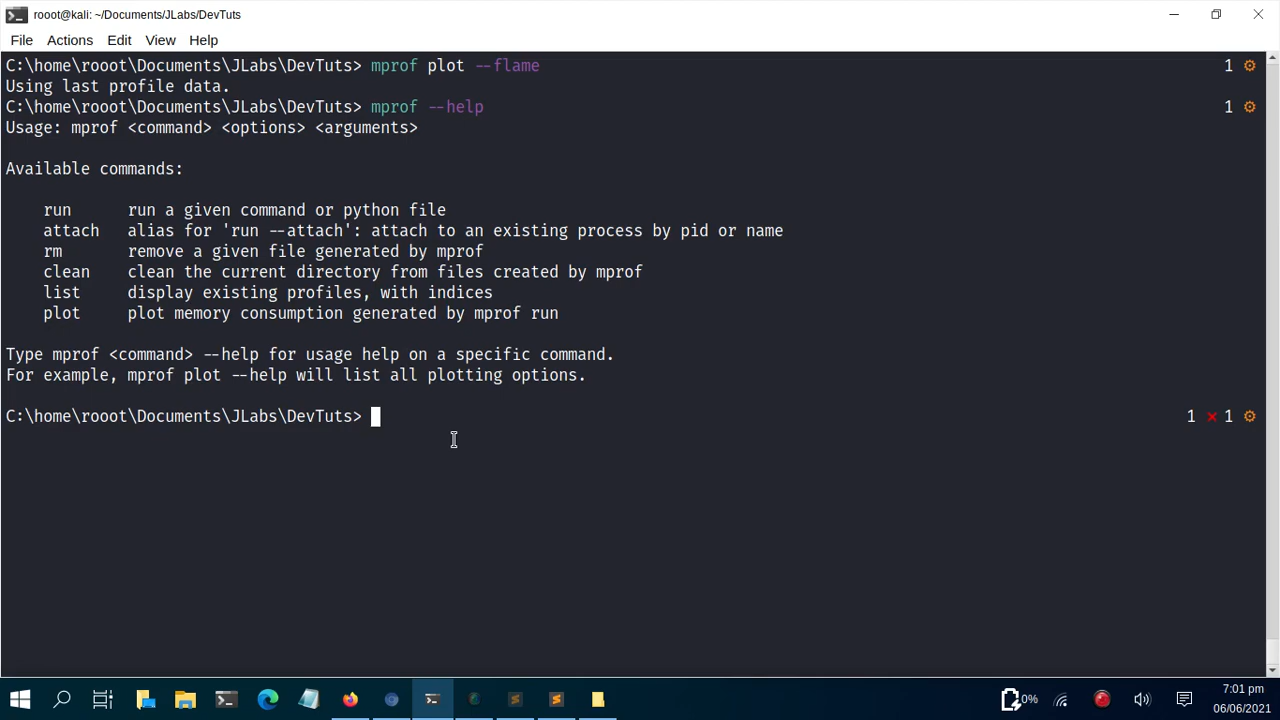 rooot@kali: ~/Documents/JLabs/DevTuts
File Actions Edit View Help
C:\home\rooot\Documents\JLabs\DevTuts> mprof plot --flame 1
Using last profile data.
C:\home\rooot\Documents\JLabs\DevTuts> mprof --help 1
Usage: mprof <command> <options> <arguments>
Available commands:
run run a given command or python file
attach alias for 'run --attach': attach to an existing process by pid or name
rm remove a given file generated by mprof
clean clean the current directory from files created by mprof
list display existing profiles, with indices
plot plot memory consumption generated by mprof run
Type mprof <command> --help for usage help on a specific command.
For example, mprof plot --help will list all plotting options.
C:\home\rooot\Documents\JLabs\DevTuts> 1 ✗ 1
0% 7:01 pm
06/06/2021